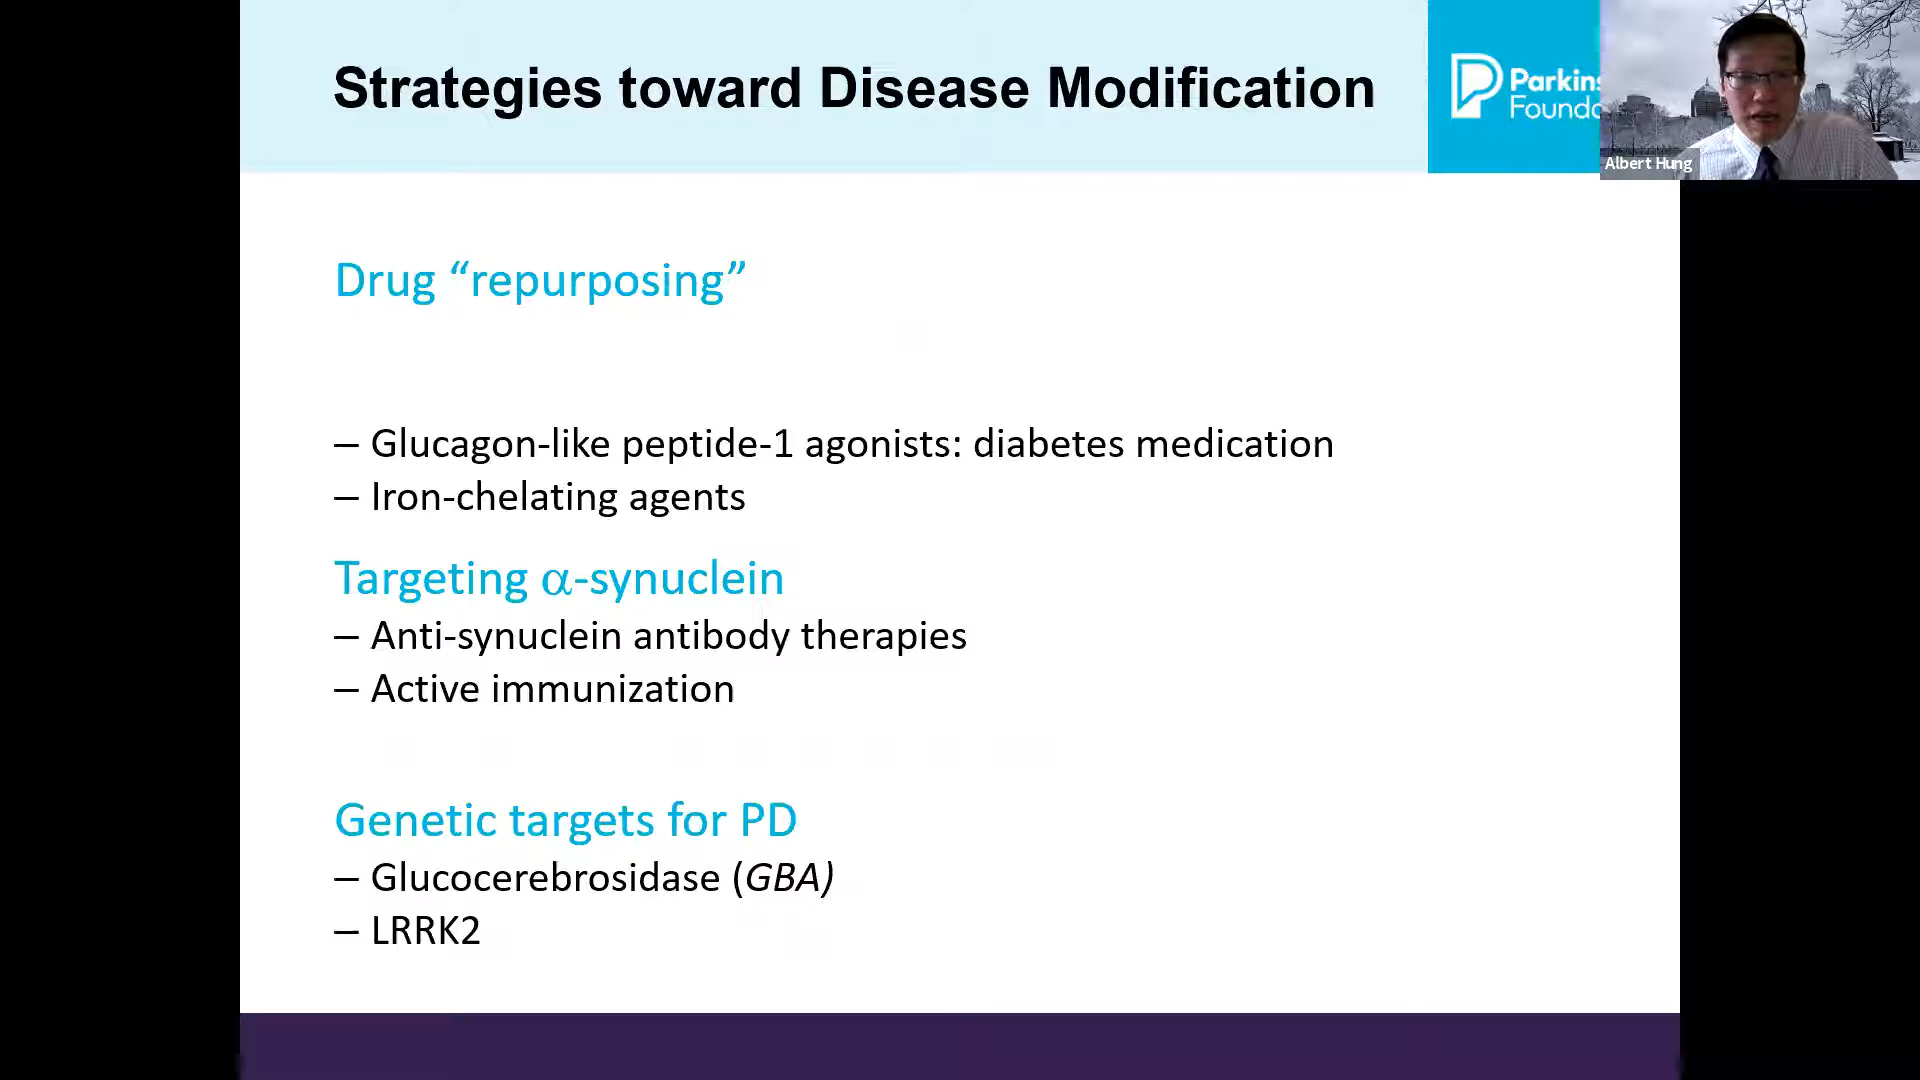 Strategies toward Disease Modification
Parkins
Founda
Albert Hung
Drug “repurposing”
– Glucagon-like peptide-1 agonists: diabetes medication
– Iron-chelating agents
Targeting α-synuclein
– Anti-synuclein antibody therapies
– Active immunization
Genetic targets for PD
– Glucocerebrosidase (GBA)
– LRRK2